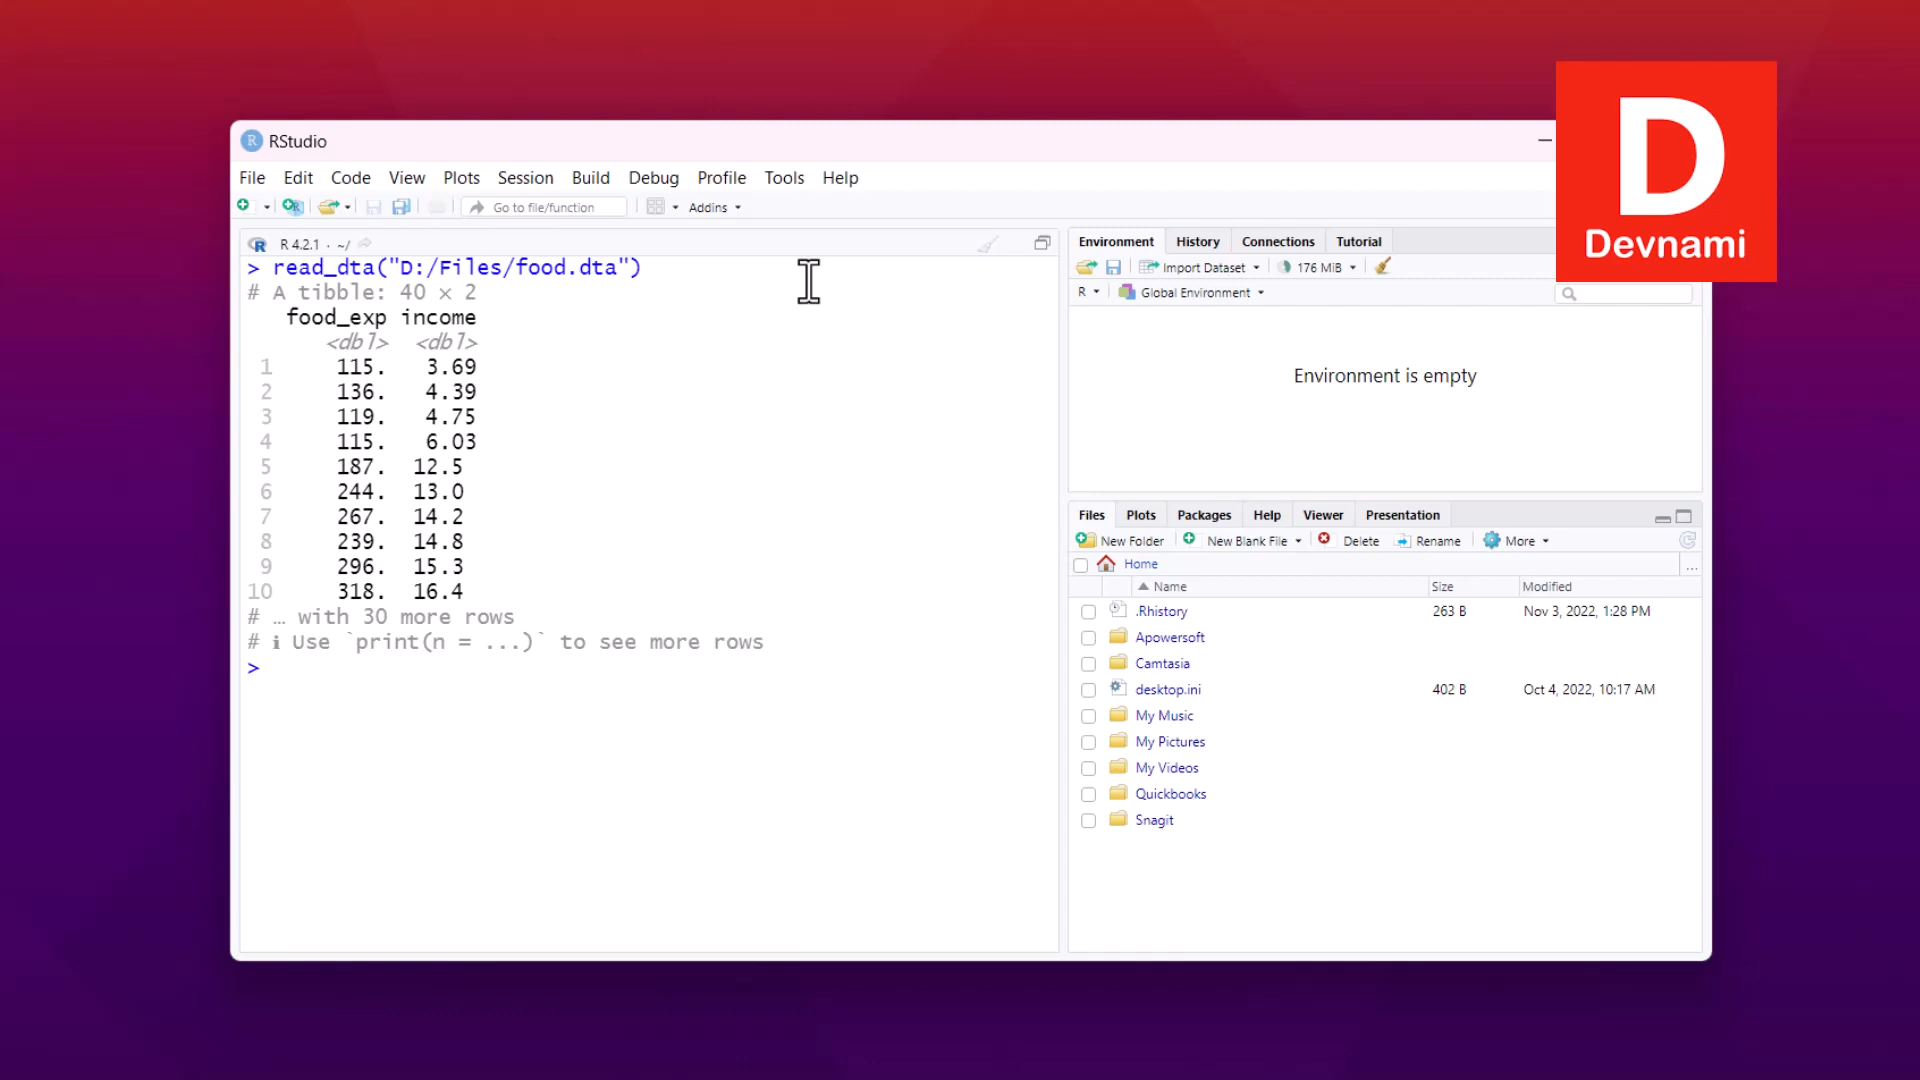 D
Devnami
RStudio
File Edit Code View Plots Session Build Debug Profile Tools Help
Go to file/function Addins
R 4.2.1 · ~/
> read_dta("D:/Files/food.dta")
# A tibble: 40 × 2
food_exp income
<dbl> <dbl>
1 115. 3.69
2 136. 4.39
3 119. 4.75
4 115. 6.03
5 187. 12.5
6 244. 13.0
7 267. 14.2
8 239. 14.8
9 296. 15.3
10 318. 16.4
# … with 30 more rows
# ℹ Use `print(n = ...)` to see more rows
>
Environment History Connections Tutorial
Import Dataset 176 MiB
R Global Environment
Environment is empty
Files Plots Packages Help Viewer Presentation
New Folder New Blank File Delete Rename More
Home ...
Name Size Modified
.Rhistory 263 B Nov 3, 2022, 1:28 PM
Apowersoft
Camtasia
desktop.ini 402 B Oct 4, 2022, 10:17 AM
My Music
My Pictures
My Videos
Quickbooks
Snagit